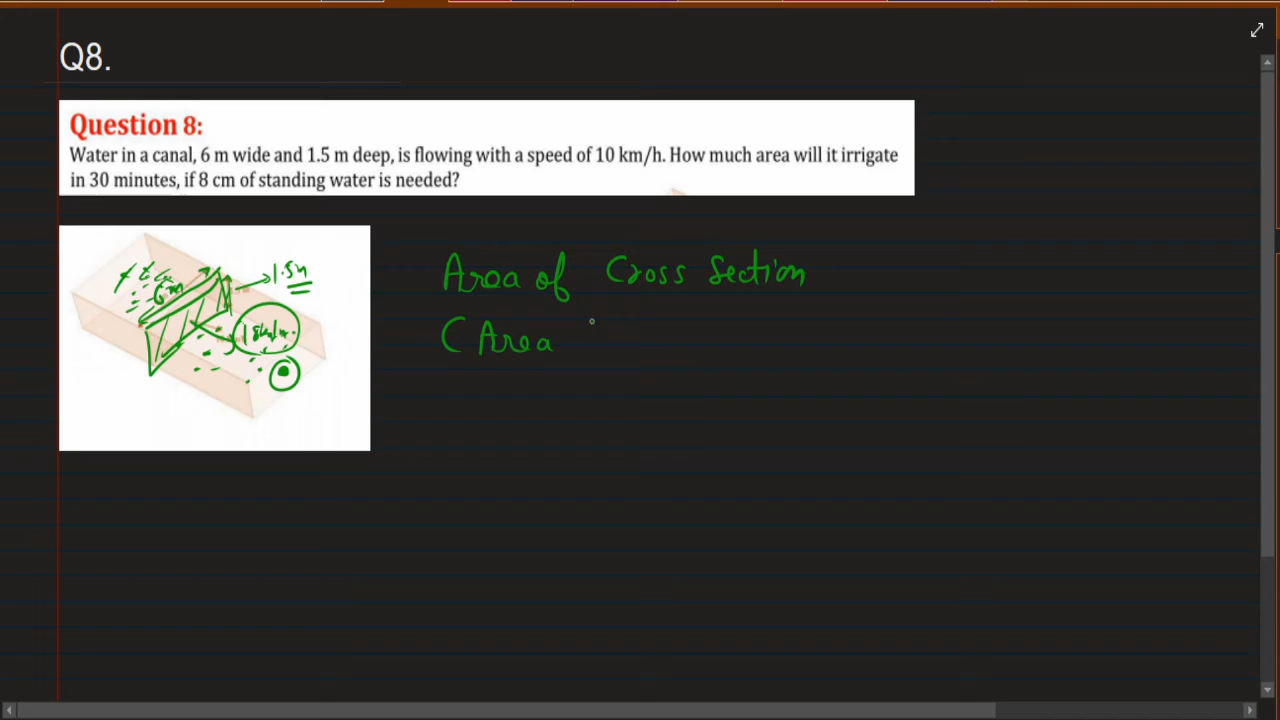 Q8.
Question 8:
Water in a canal, 6 m wide and 1.5 m deep, is flowing with a speed of 10 km/h. How much area will it irrigate
in 30 minutes, if 8 cm of standing water is needed?
1.5m
6m
Area of Cross Section
( Area